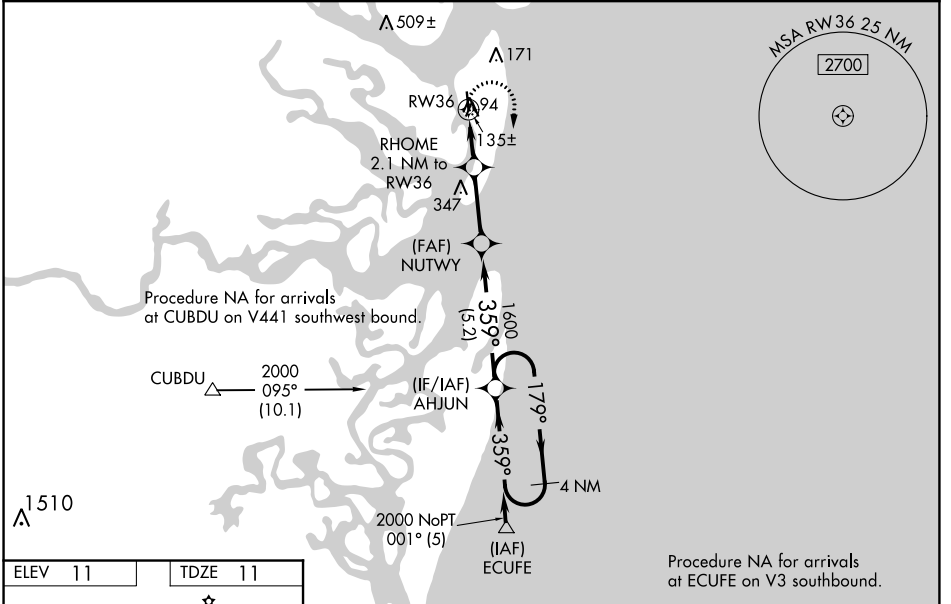 509±
171
MSA RW36 25 NM
2700
RW36
94
135±
RHOME
2.1 NM to
RW36
347
(FAF)
NUTWY
Procedure NA for arrivals
at CUBDU on V441 southwest bound.
359°
1600
(5.2)
CUBDU
2000
095°
(10.1)
(IF/IAF)
AHJUN
179°
359°
4 NM
1510
2000 NoPT
001° (5)
(IAF)
ECUFE
Procedure NA for arrivals
at ECUFE on V3 southbound.
ELEV 11
TDZE 11